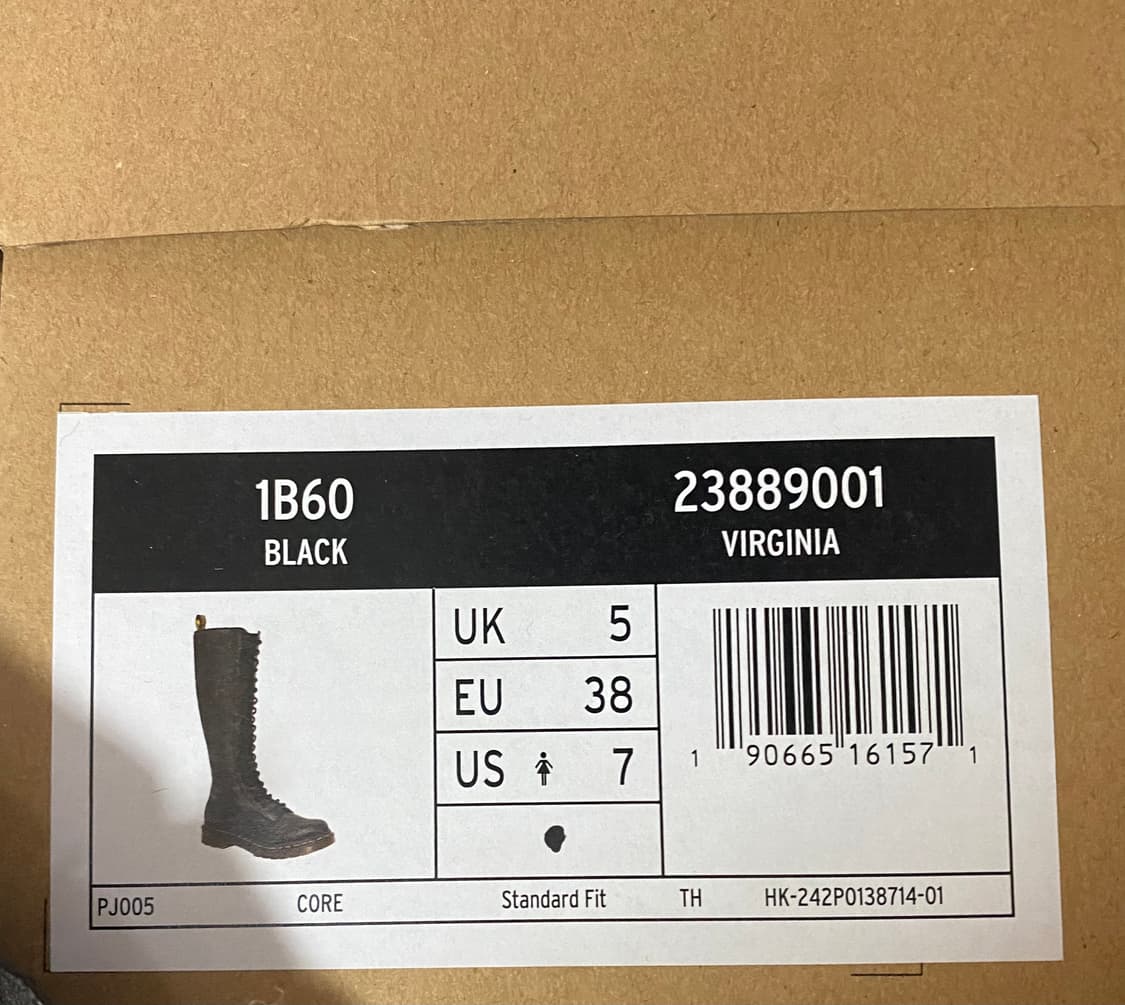 1B60
BLACK
23889001
VIRGINIA
UK 5
EU 38
US 7
1 90665 16157 1
PJ005 CORE Standard Fit TH HK-242P0138714-01